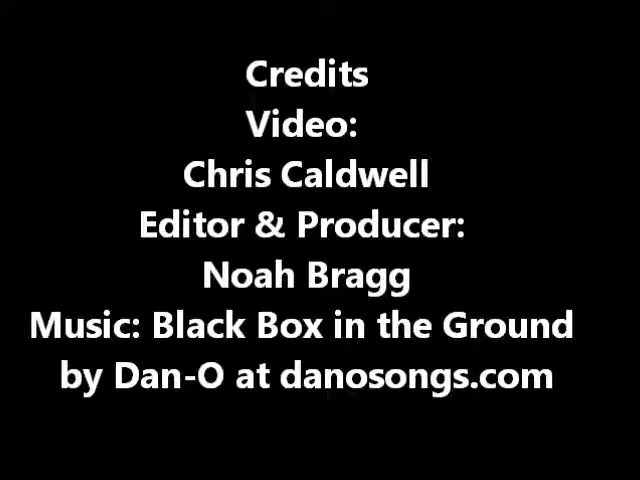 Credits
Video:
Chris Caldwell
Editor & Producer:
Noah Bragg
Music: Black Box in the Ground
by Dan-O at danosongs.com